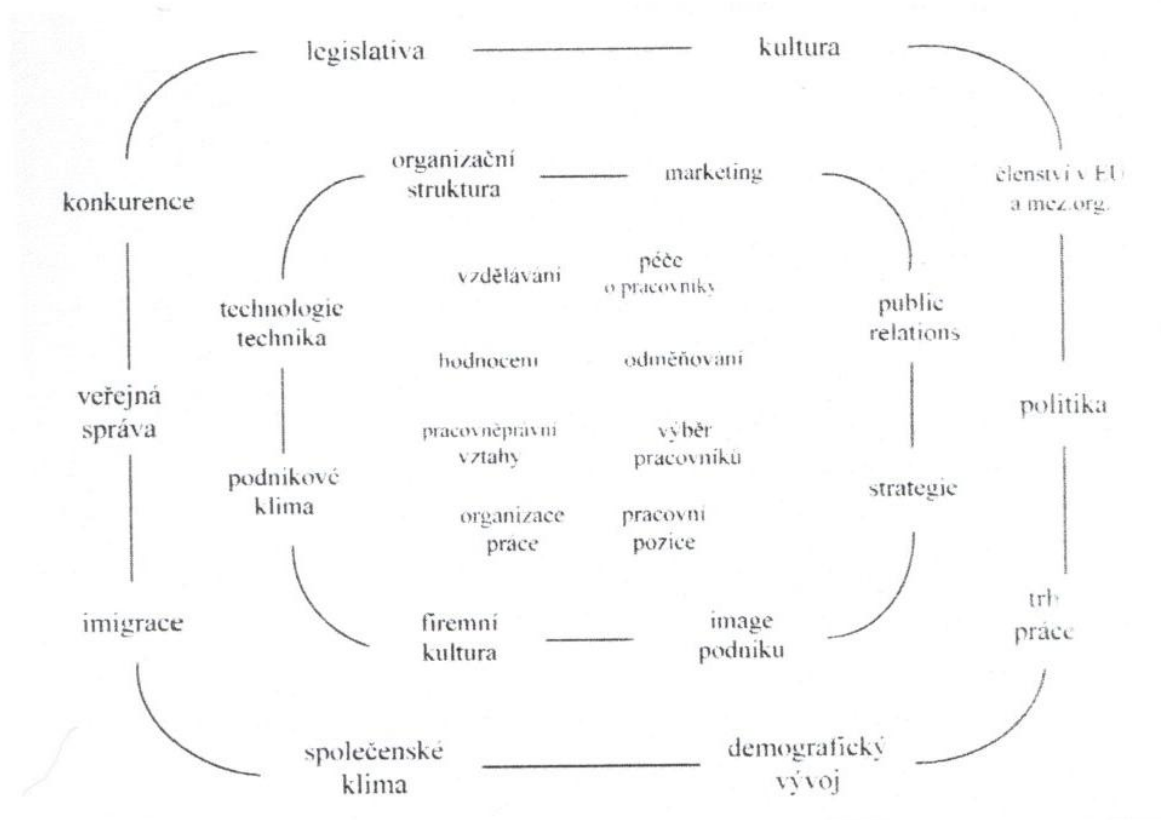 legislativa
kultura
organizační
struktura
marketing
členství v EU
a mez.org.
konkurence
vzdělávání
péče
o pracovníky
technologie
technika
public
relations
hodnocení
odměňování
veřejná
správa
politika
pracovněprávní
vztahy
výběr
pracovníků
podnikové
klima
strategie
organizace
práce
pracovní
pozice
imigrace
firemní
kultura
image
podniku
trh
práce
společenské
klima
demografický
vývoj